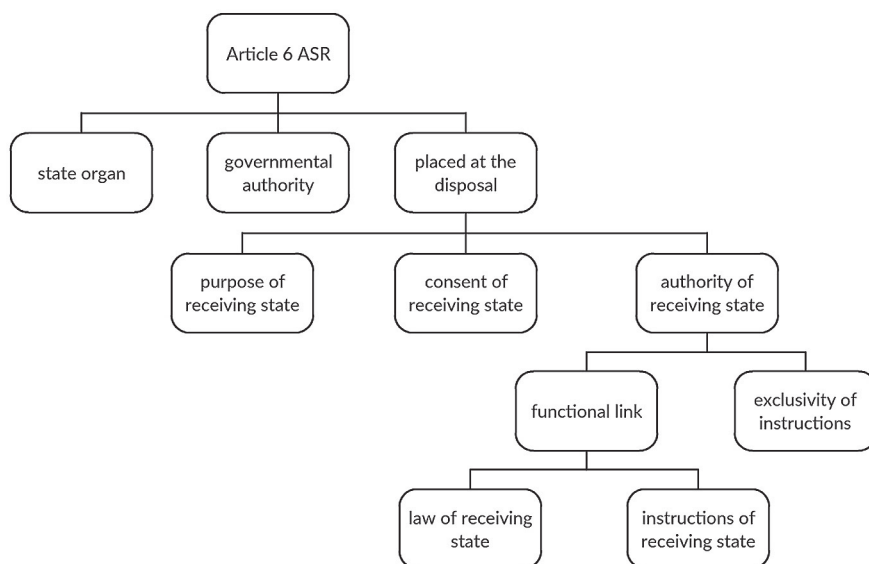 Article 6 ASR
state organ
governmental
authority
placed at the
disposal
purpose of
receiving state
consent of
receiving state
authority of
receiving state
functional link
exclusivity of
instructions
law of receiving
state
instructions of
receiving state